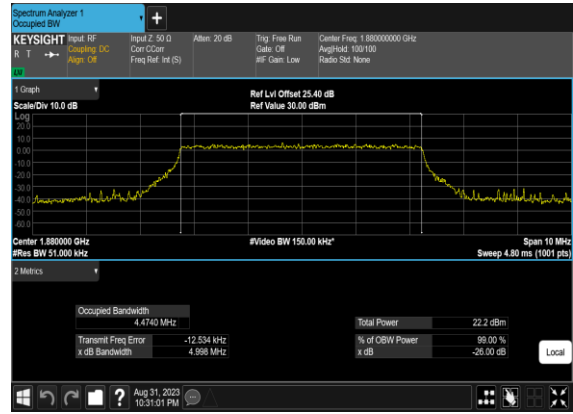 Spectrum Analyzer 1
Occupied BW
+
KEYSIGHT Input: RF Input Z: 50 Ω Atten: 20 dB Trig: Free Run Center Freq: 1.880000000 GHz
R T Coupling: DC Corr CCorr Gate: Off Avg|Hold: 100/100
Align: Off Freq Ref: Int (S) #IF Gain: Low Radio Std: None
LXI
1 Graph
Ref Lvl Offset 25.40 dB
Scale/Div 10.0 dB Ref Value 30.00 dBm
Log
20.0
10.0
0.00
-10.0
-20.0
-30.0
-40.0
-50.0
-60.0
Center 1.880000 GHz #Video BW 150.00 kHz* Span 10 MHz
#Res BW 51.000 kHz Sweep 4.80 ms (1001 pts)
2 Metrics
Occupied Bandwidth
4.4740 MHz Total Power 22.2 dBm
Transmit Freq Error -12.534 kHz % of OBW Power 99.00 %
x dB Bandwidth 4.998 MHz x dB -26.00 dB
Local
? Aug 31, 2023
10:31:01 PM